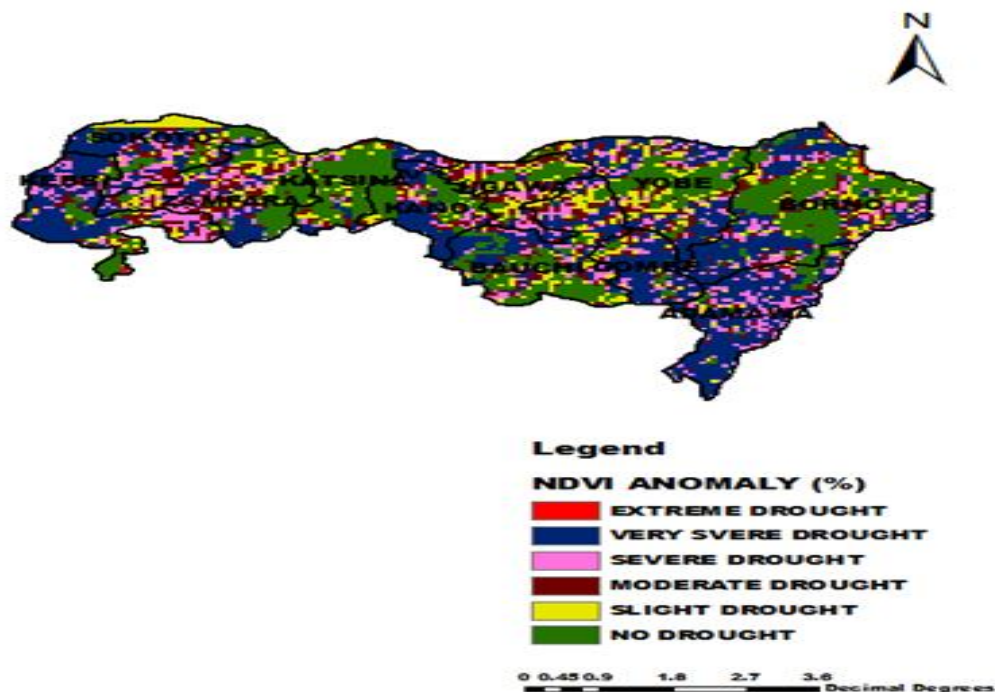 N
SOKOTO
KEBBI
KATSINA
ZAMFARA
KANO
JIGAWA
YOBE
BORNO
BAUCHI
GOMBE
ADAMAWA
Legend
NDVI ANOMALY (%)
EXTREME DROUGHT
VERY SVERE DROUGHT
SEVERE DROUGHT
MODERATE DROUGHT
SLIGHT DROUGHT
NO DROUGHT
0 0.45 0.9 1.8 2.7 3.6
Decimal Degrees